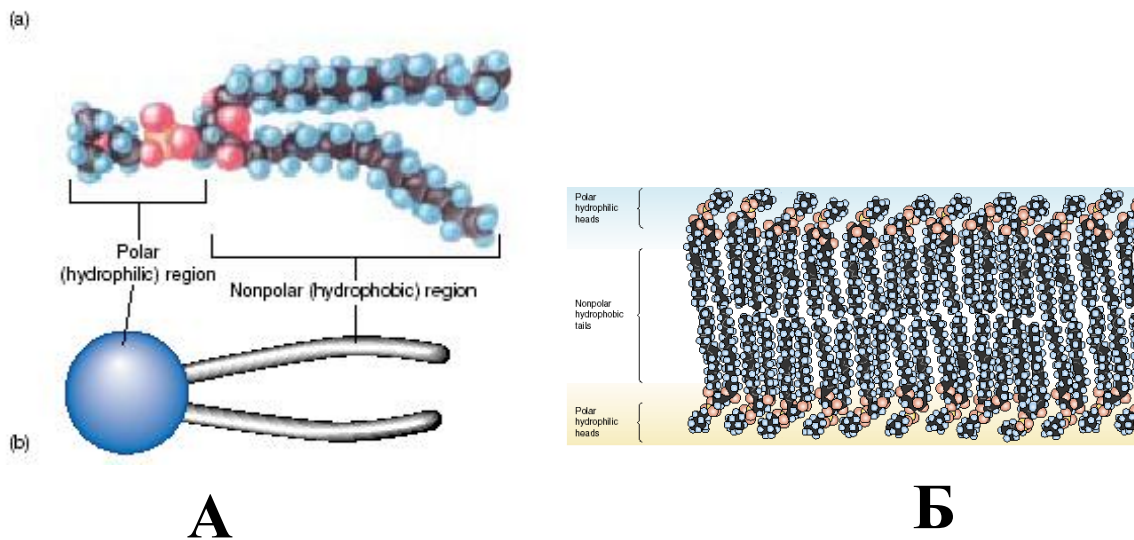 (a)
Polar
(hydrophilic) region
Nonpolar (hydrophobic) region
(b)
А
Polar
hydrophilic
heads
Nonpolar
hydrophobic
tails
Polar
hydrophilic
heads
Б